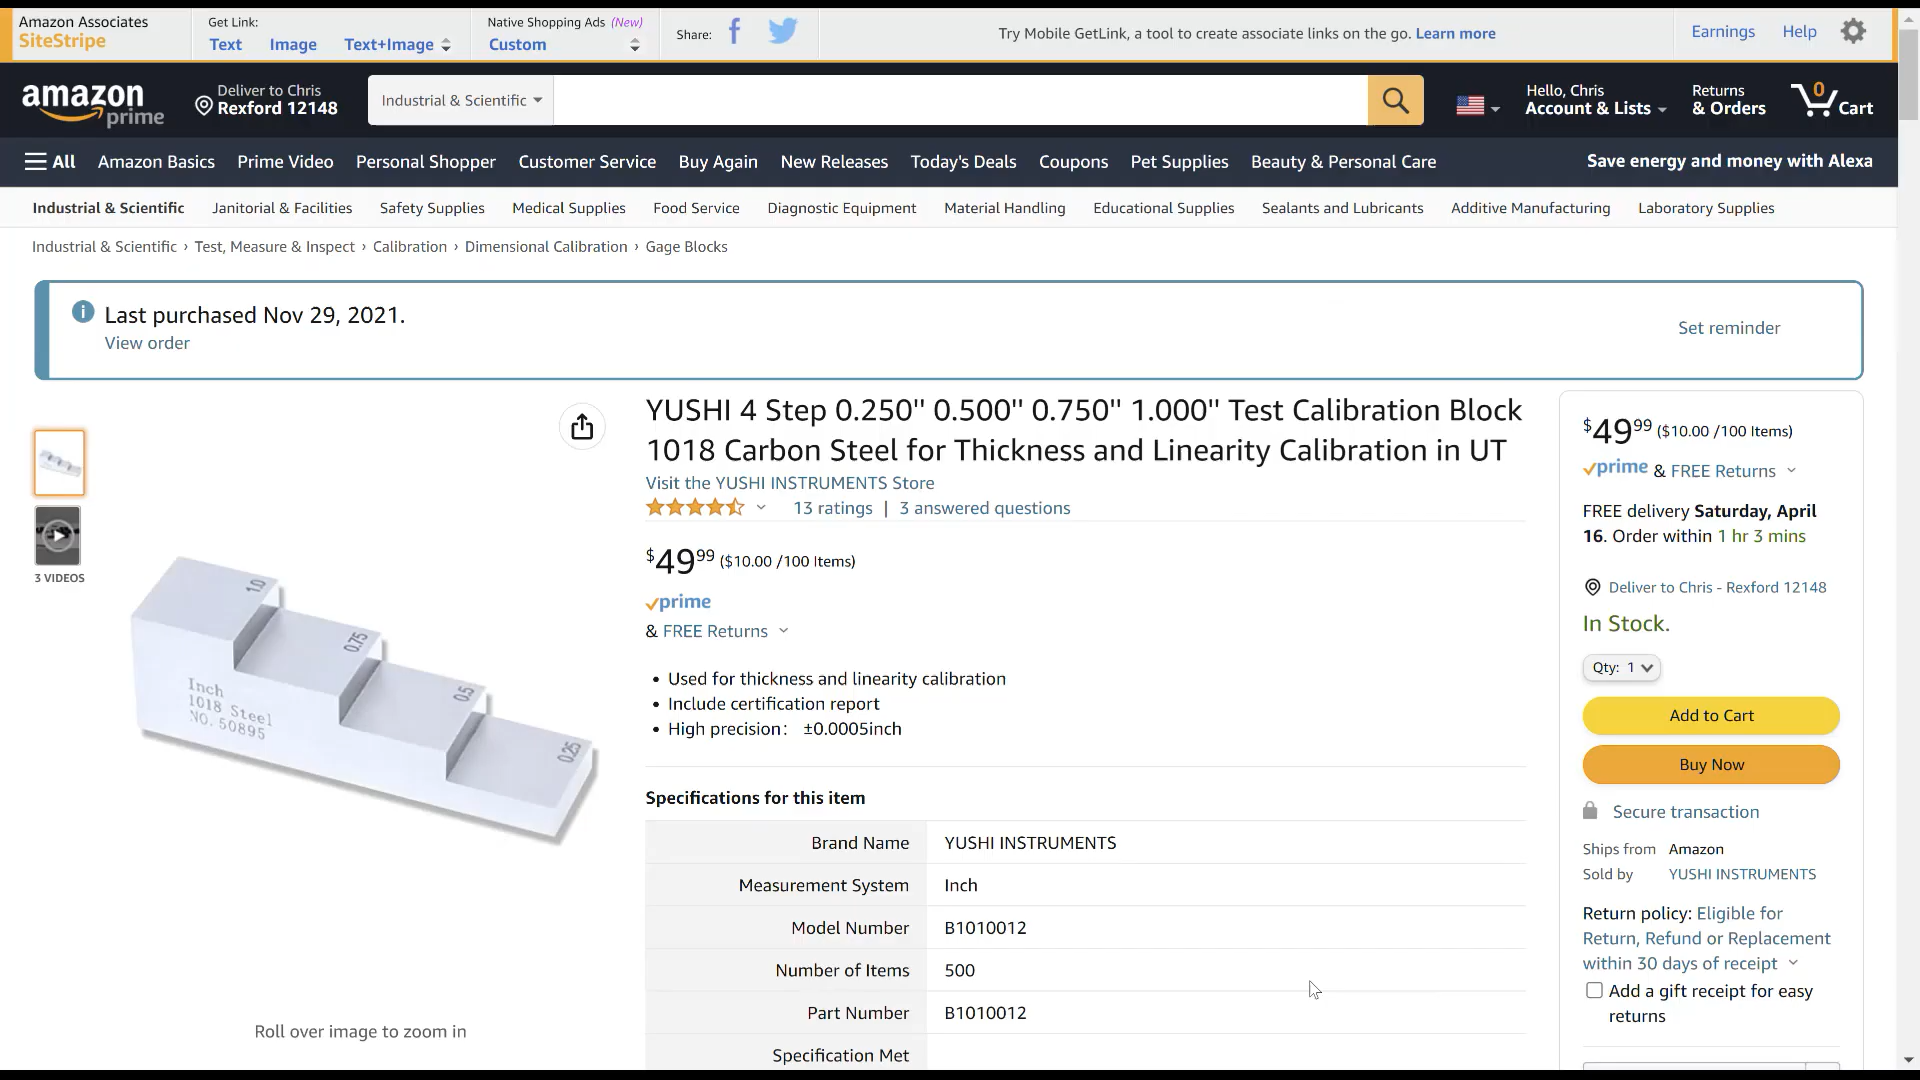 Amazon Associates
SiteStripe
Get Link:
Text Image Text+Image
Native Shopping Ads (New)
Custom
Share:
Try Mobile GetLink, a tool to create associate links on the go. Learn more
Earnings Help
amazon prime
Deliver to Chris
Rexford 12148
Industrial & Scientific
Hello, Chris
Account & Lists
Returns
& Orders
0
Cart
All Amazon Basics Prime Video Personal Shopper Customer Service Buy Again New Releases Today's Deals Coupons Pet Supplies Beauty & Personal Care
Save energy and money with Alexa
Industrial & Scientific Janitorial & Facilities Safety Supplies Medical Supplies Food Service Diagnostic Equipment Material Handling Educational Supplies Sealants and Lubricants Additive Manufacturing Laboratory Supplies
Industrial & Scientific › Test, Measure & Inspect › Calibration › Dimensional Calibration › Gage Blocks
Last purchased Nov 29, 2021.
View order
Set reminder
3 VIDEOS
1.0
0.75
0.5
0.25
Inch
1018 Steel
NO. 50895
Roll over image to zoom in
YUSHI 4 Step 0.250" 0.500" 0.750" 1.000" Test Calibration Block
1018 Carbon Steel for Thickness and Linearity Calibration in UT
Visit the YUSHI INSTRUMENTS Store
13 ratings | 3 answered questions
$49 99 ($10.00 /100 Items)
prime
& FREE Returns
• Used for thickness and linearity calibration
• Include certification report
• High precision： ±0.0005inch
Specifications for this item
Brand Name YUSHI INSTRUMENTS
Measurement System Inch
Model Number B1010012
Number of Items 500
Part Number B1010012
Specification Met
$49 99 ($10.00 /100 Items)
prime & FREE Returns
FREE delivery Saturday, April
16. Order within 1 hr 3 mins
Deliver to Chris - Rexford 12148
In Stock.
Qty: 1
Add to Cart
Buy Now
Secure transaction
Ships from Amazon
Sold by YUSHI INSTRUMENTS
Return policy: Eligible for
Return, Refund or Replacement
within 30 days of receipt
Add a gift receipt for easy
returns